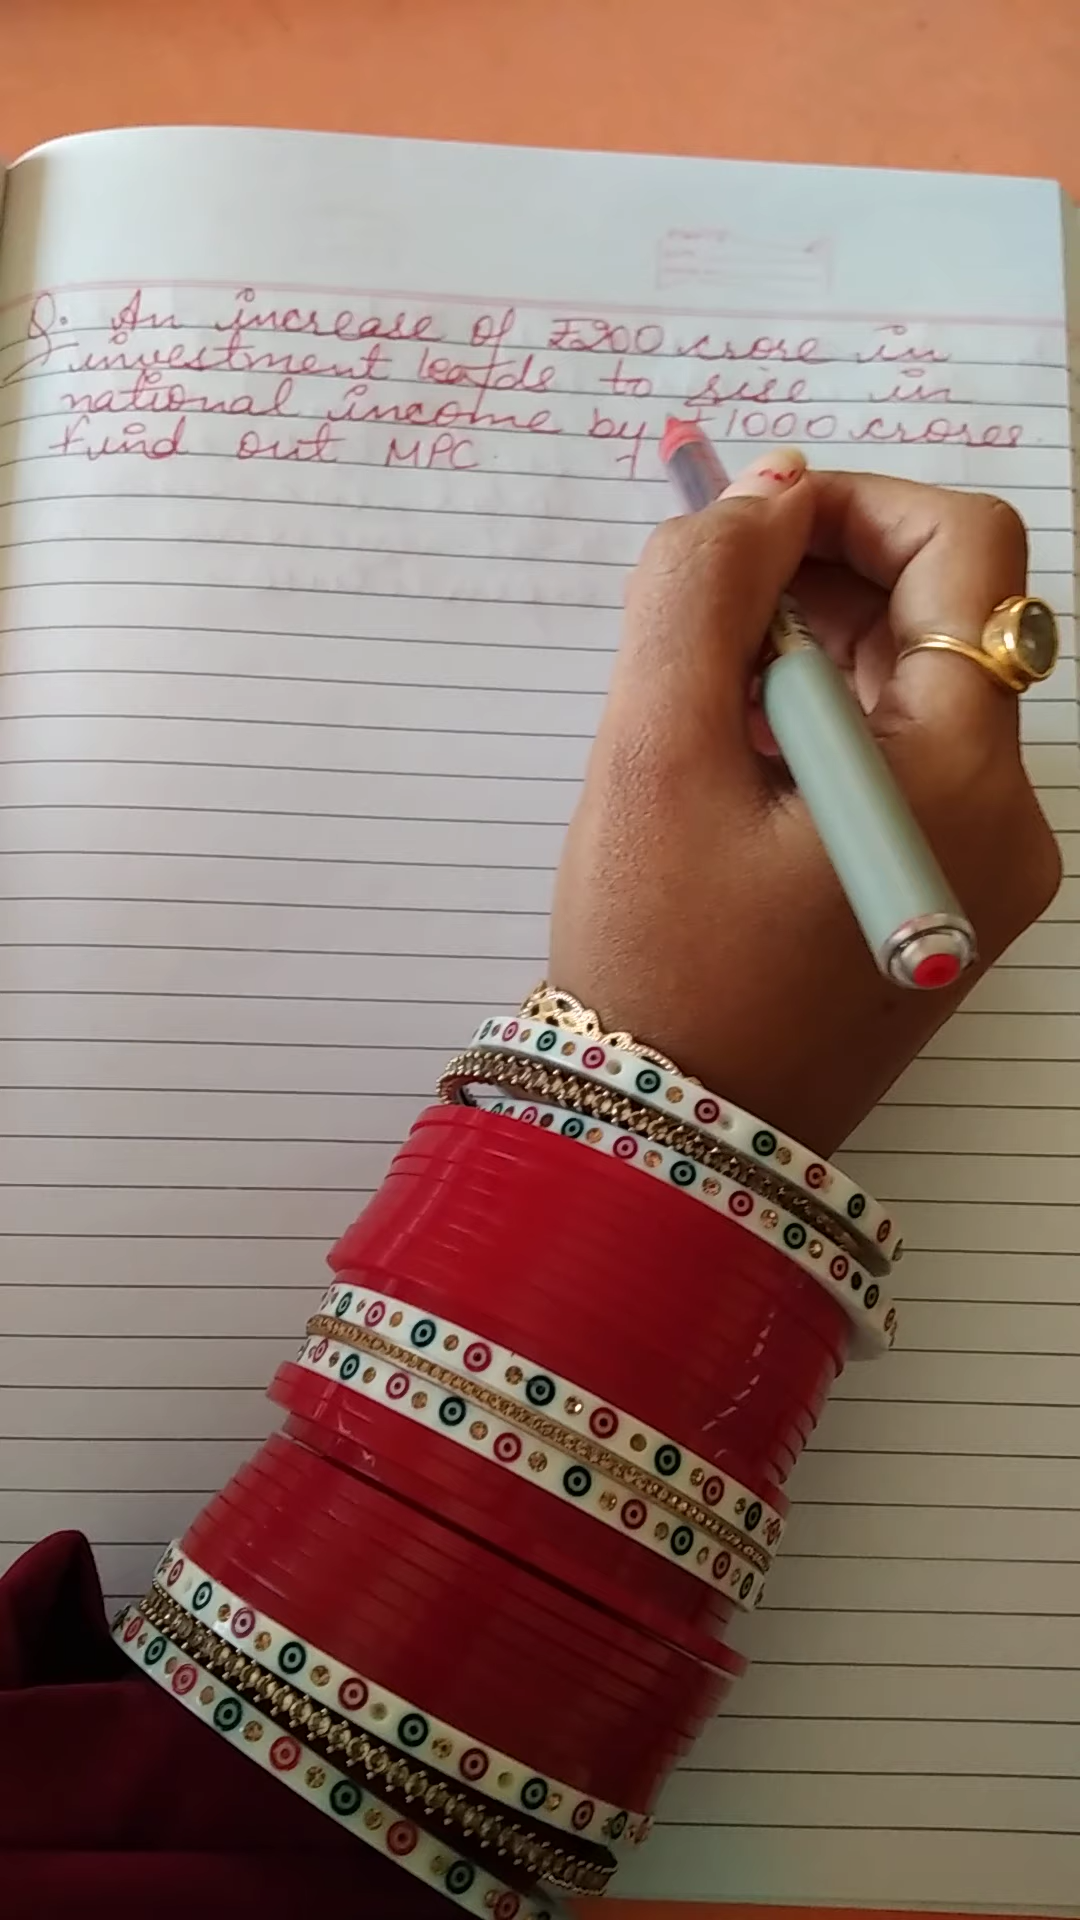 Q. An increase of ₹200 crore in
investment leads to rise in
national income by ₹1000 crores.
Find out MPC.